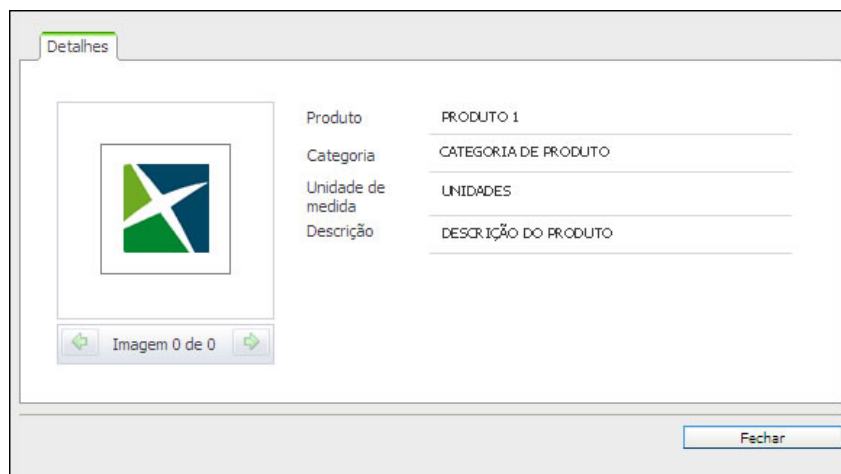 Detalhes
Produto PRODUTO 1
Categoria CATEGORIA DE PRODUTO
Unidade de
medida UNIDADES
Descrição DESCRIÇÃO DO PRODUTO
Imagem 0 de 0
Fechar